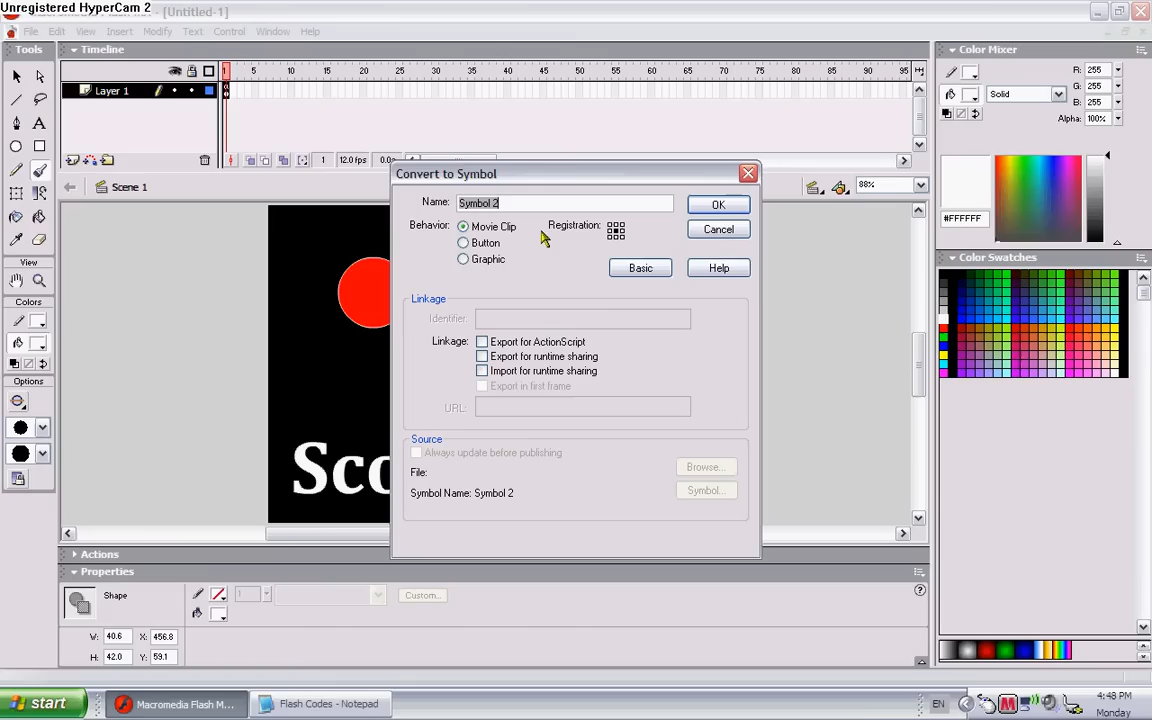 Unregistered HyperCam 2
[Untitled-1]
File Edit View Insert Modify Text Control Window Help
Tools
Timeline
Color Mixer
5 10 15 20 25 30 35 40 45 50 55 60 65 70 75 80 85 90 95
1
Layer 1
R: 255
G: 255
B: 255
Solid
Alpha: 100%
1 12.0 fps 0.0
Scene 1
88%
#FFFFFF
Convert to Symbol
Name: Symbol 2
OK
Behavior: Movie Clip
Registration:
Cancel
Button
Graphic
Basic
Help
View
Colors
Options
Color Swatches
Linkage
Identifier:
Linkage: Export for ActionScript
Export for runtime sharing
Import for runtime sharing
Export in first frame
URL:
Source
Always update before publishing
Browse...
File:
Symbol Name: Symbol 2
Symbol...
Sco
Actions
Properties
Shape
1
Custom...
W: 40.6 X: 456.8
H: 42.0 Y: 59.1
start
Macromedia Flash M...
Flash Codes - Notepad
EN
4:48 PM
Monday